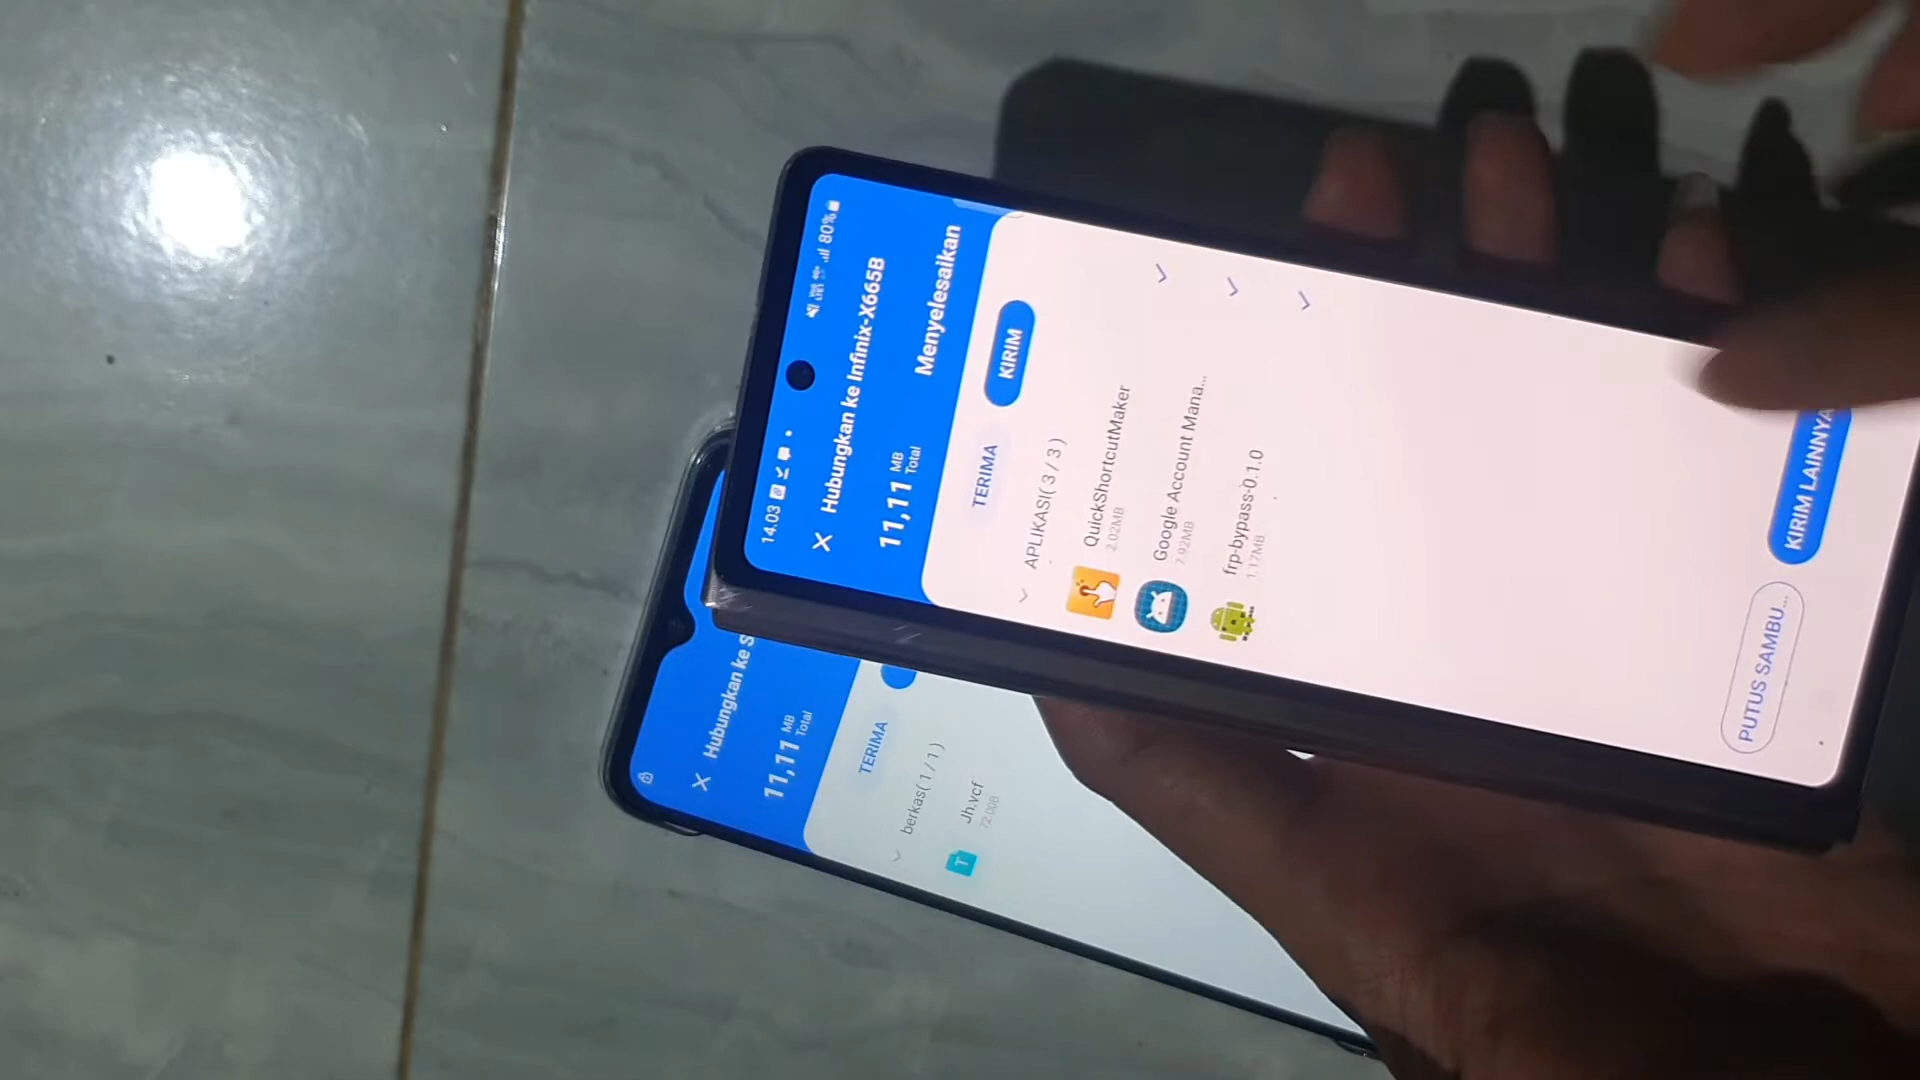 14.03
80%
Hubungkan ke Infinix-X665B
11,11 MB
Total
Menyelesaikan
TERIMA
KIRIM
APLIKASI( 3 / 3 )
QuickShortcutMaker
2.02MB
Google Account Mana...
7.92MB
frp-bypass-0.1.0
1.17MB
PUTUS SAMBU...
KIRIM LAINNYA
Hubungkan ke S
11,11 MB
Total
TERIMA
berkas( 1 / 1 )
Jh.vcf
72.00B